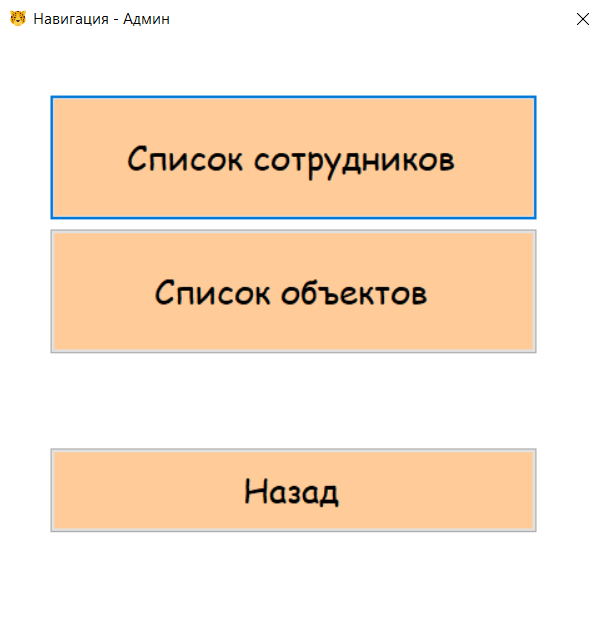 Навигация - Админ
Список сотрудников
Список объектов
Назад